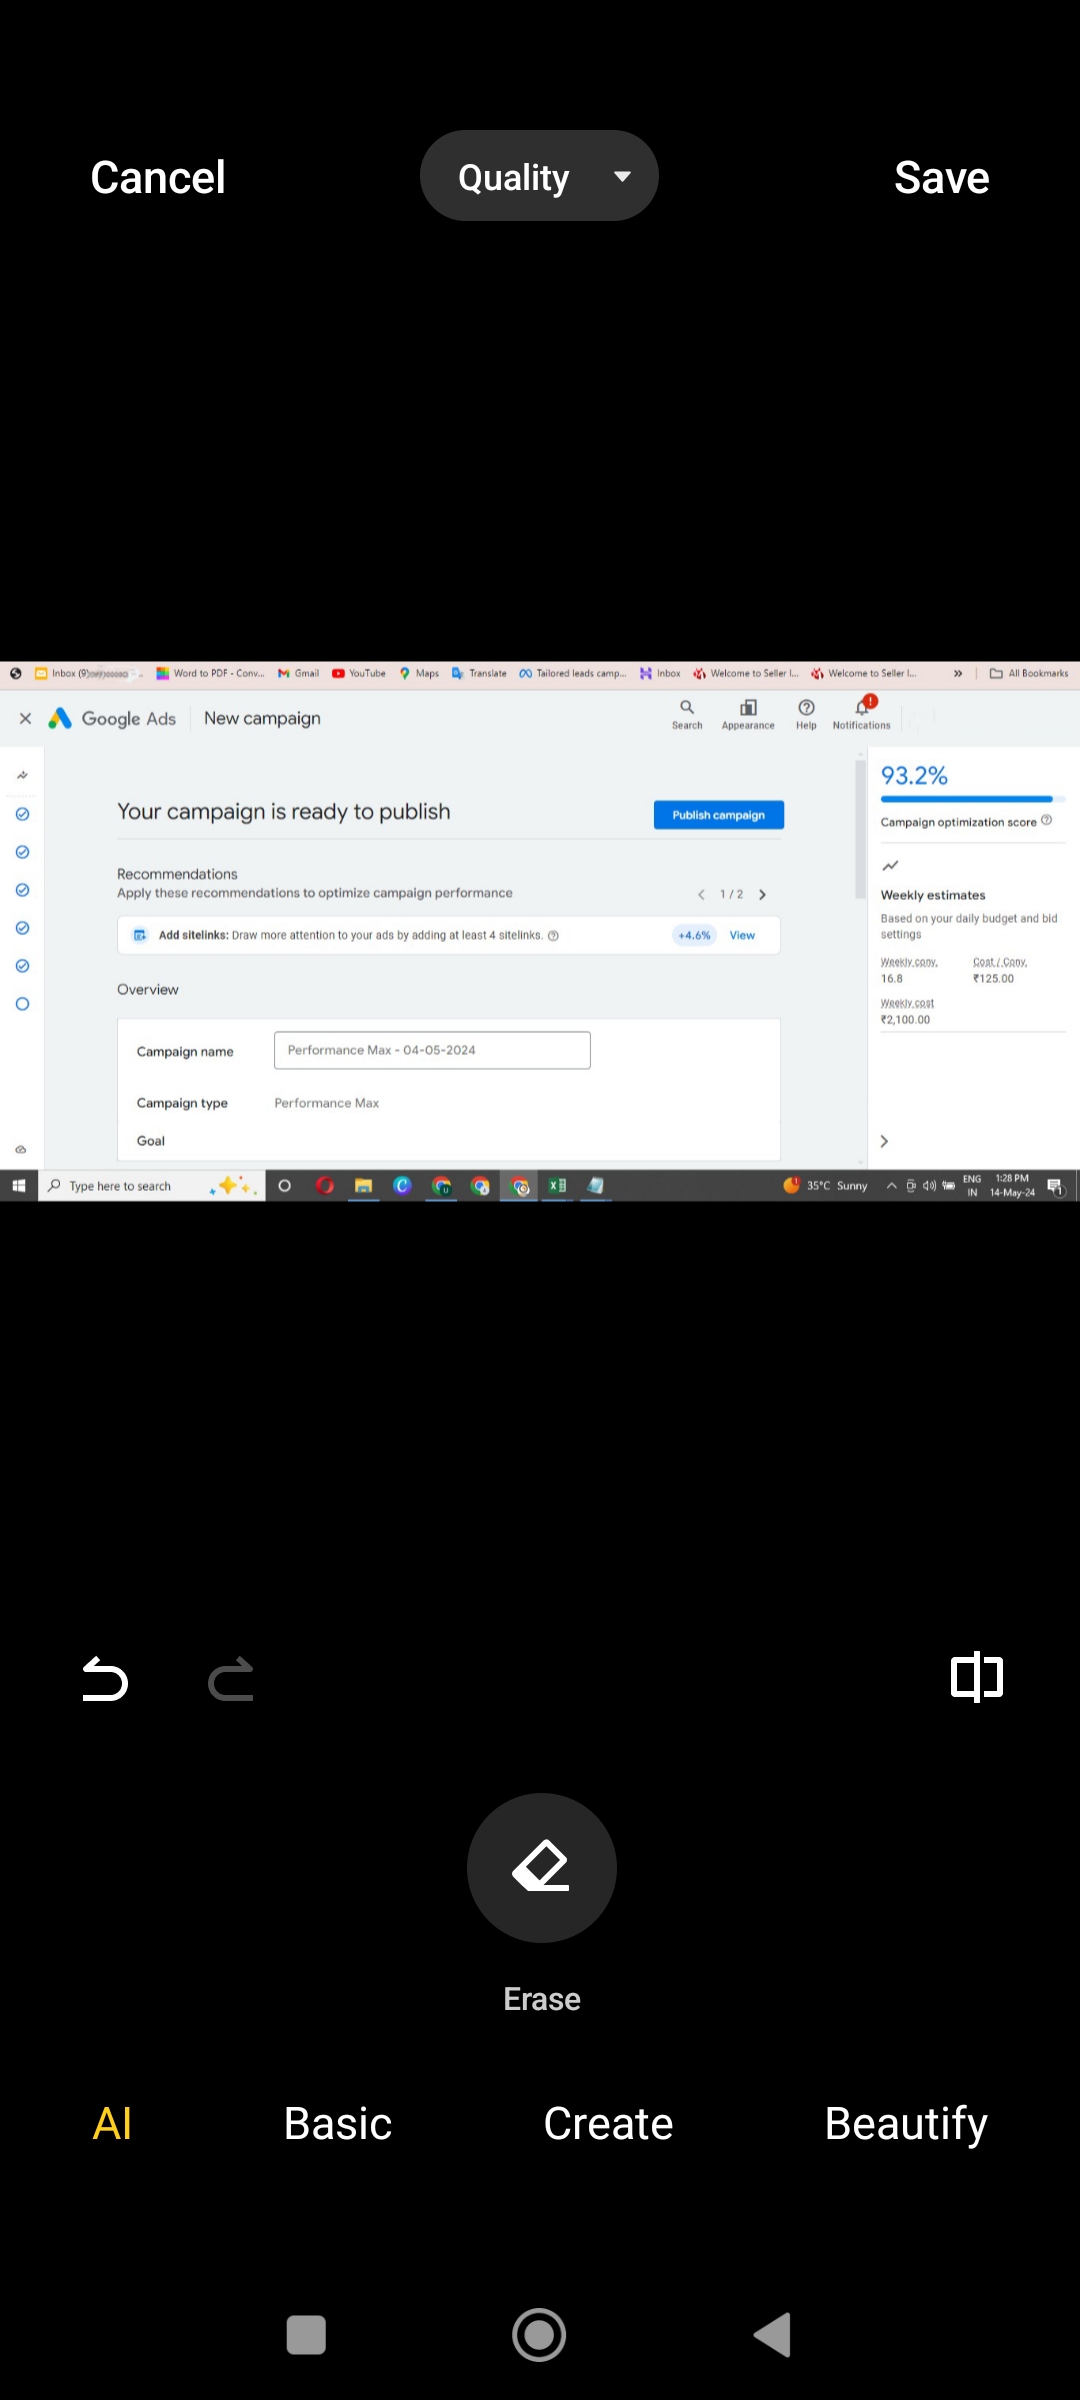 Cancel
Quality
Save
Inbox (9)
Word to PDF - Conv...
Gmail
YouTube
Maps
Translate
Tailored leads camp...
Inbox
Welcome to Seller I...
Welcome to Seller I...
»
All Bookmarks
Google Ads
New campaign
Search
Appearance
Help
Notifications
Your campaign is ready to publish
Publish campaign
Recommendations
Apply these recommendations to optimize campaign performance
1 / 2
Add sitelinks: Draw more attention to your ads by adding at least 4 sitelinks.
+4.6%
View
Overview
Campaign name
Performance Max - 04-05-2024
Campaign type
Performance Max
Goal
93.2%
Campaign optimization score
Weekly estimates
Based on your daily budget and bid
settings
Weekly conv.
Cost / Conv.
16.8
₹125.00
Weekly cost
₹2,100.00
Type here to search
35°C Sunny
ENG
IN
1:28 PM
14-May-24
Erase
AI
Basic
Create
Beautify